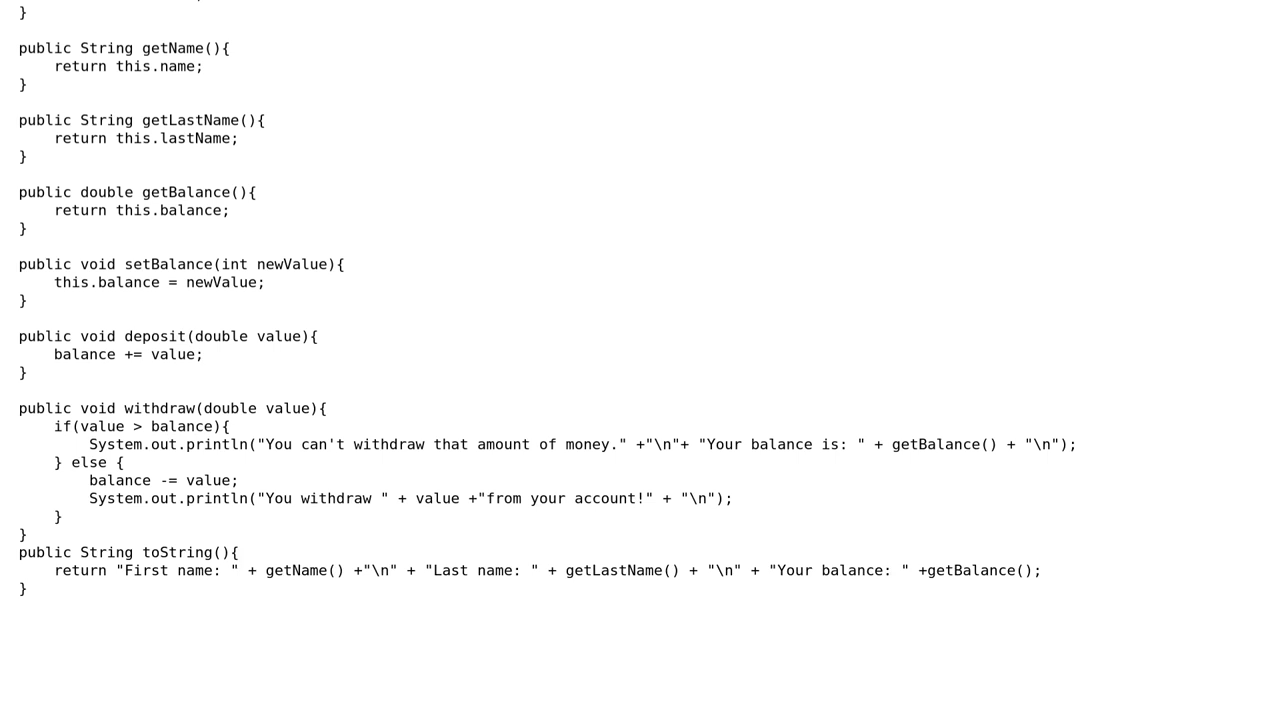 }
public String getName(){
    return this.name;
}
public String getLastName(){
    return this.lastName;
}
public double getBalance(){
    return this.balance;
}
public void setBalance(int newValue){
    this.balance = newValue;
}
public void deposit(double value){
    balance += value;
}
public void withdraw(double value){
    if(value > balance){
        System.out.println("You can't withdraw that amount of money." +"\n"+ "Your balance is: " + getBalance() + "\n");
    } else {
        balance -= value;
        System.out.println("You withdraw " + value +"from your account!" + "\n");
    }
}
public String toString(){
    return "First name: " + getName() +"\n" + "Last name: " + getLastName() + "\n" + "Your balance: " +getBalance();
}